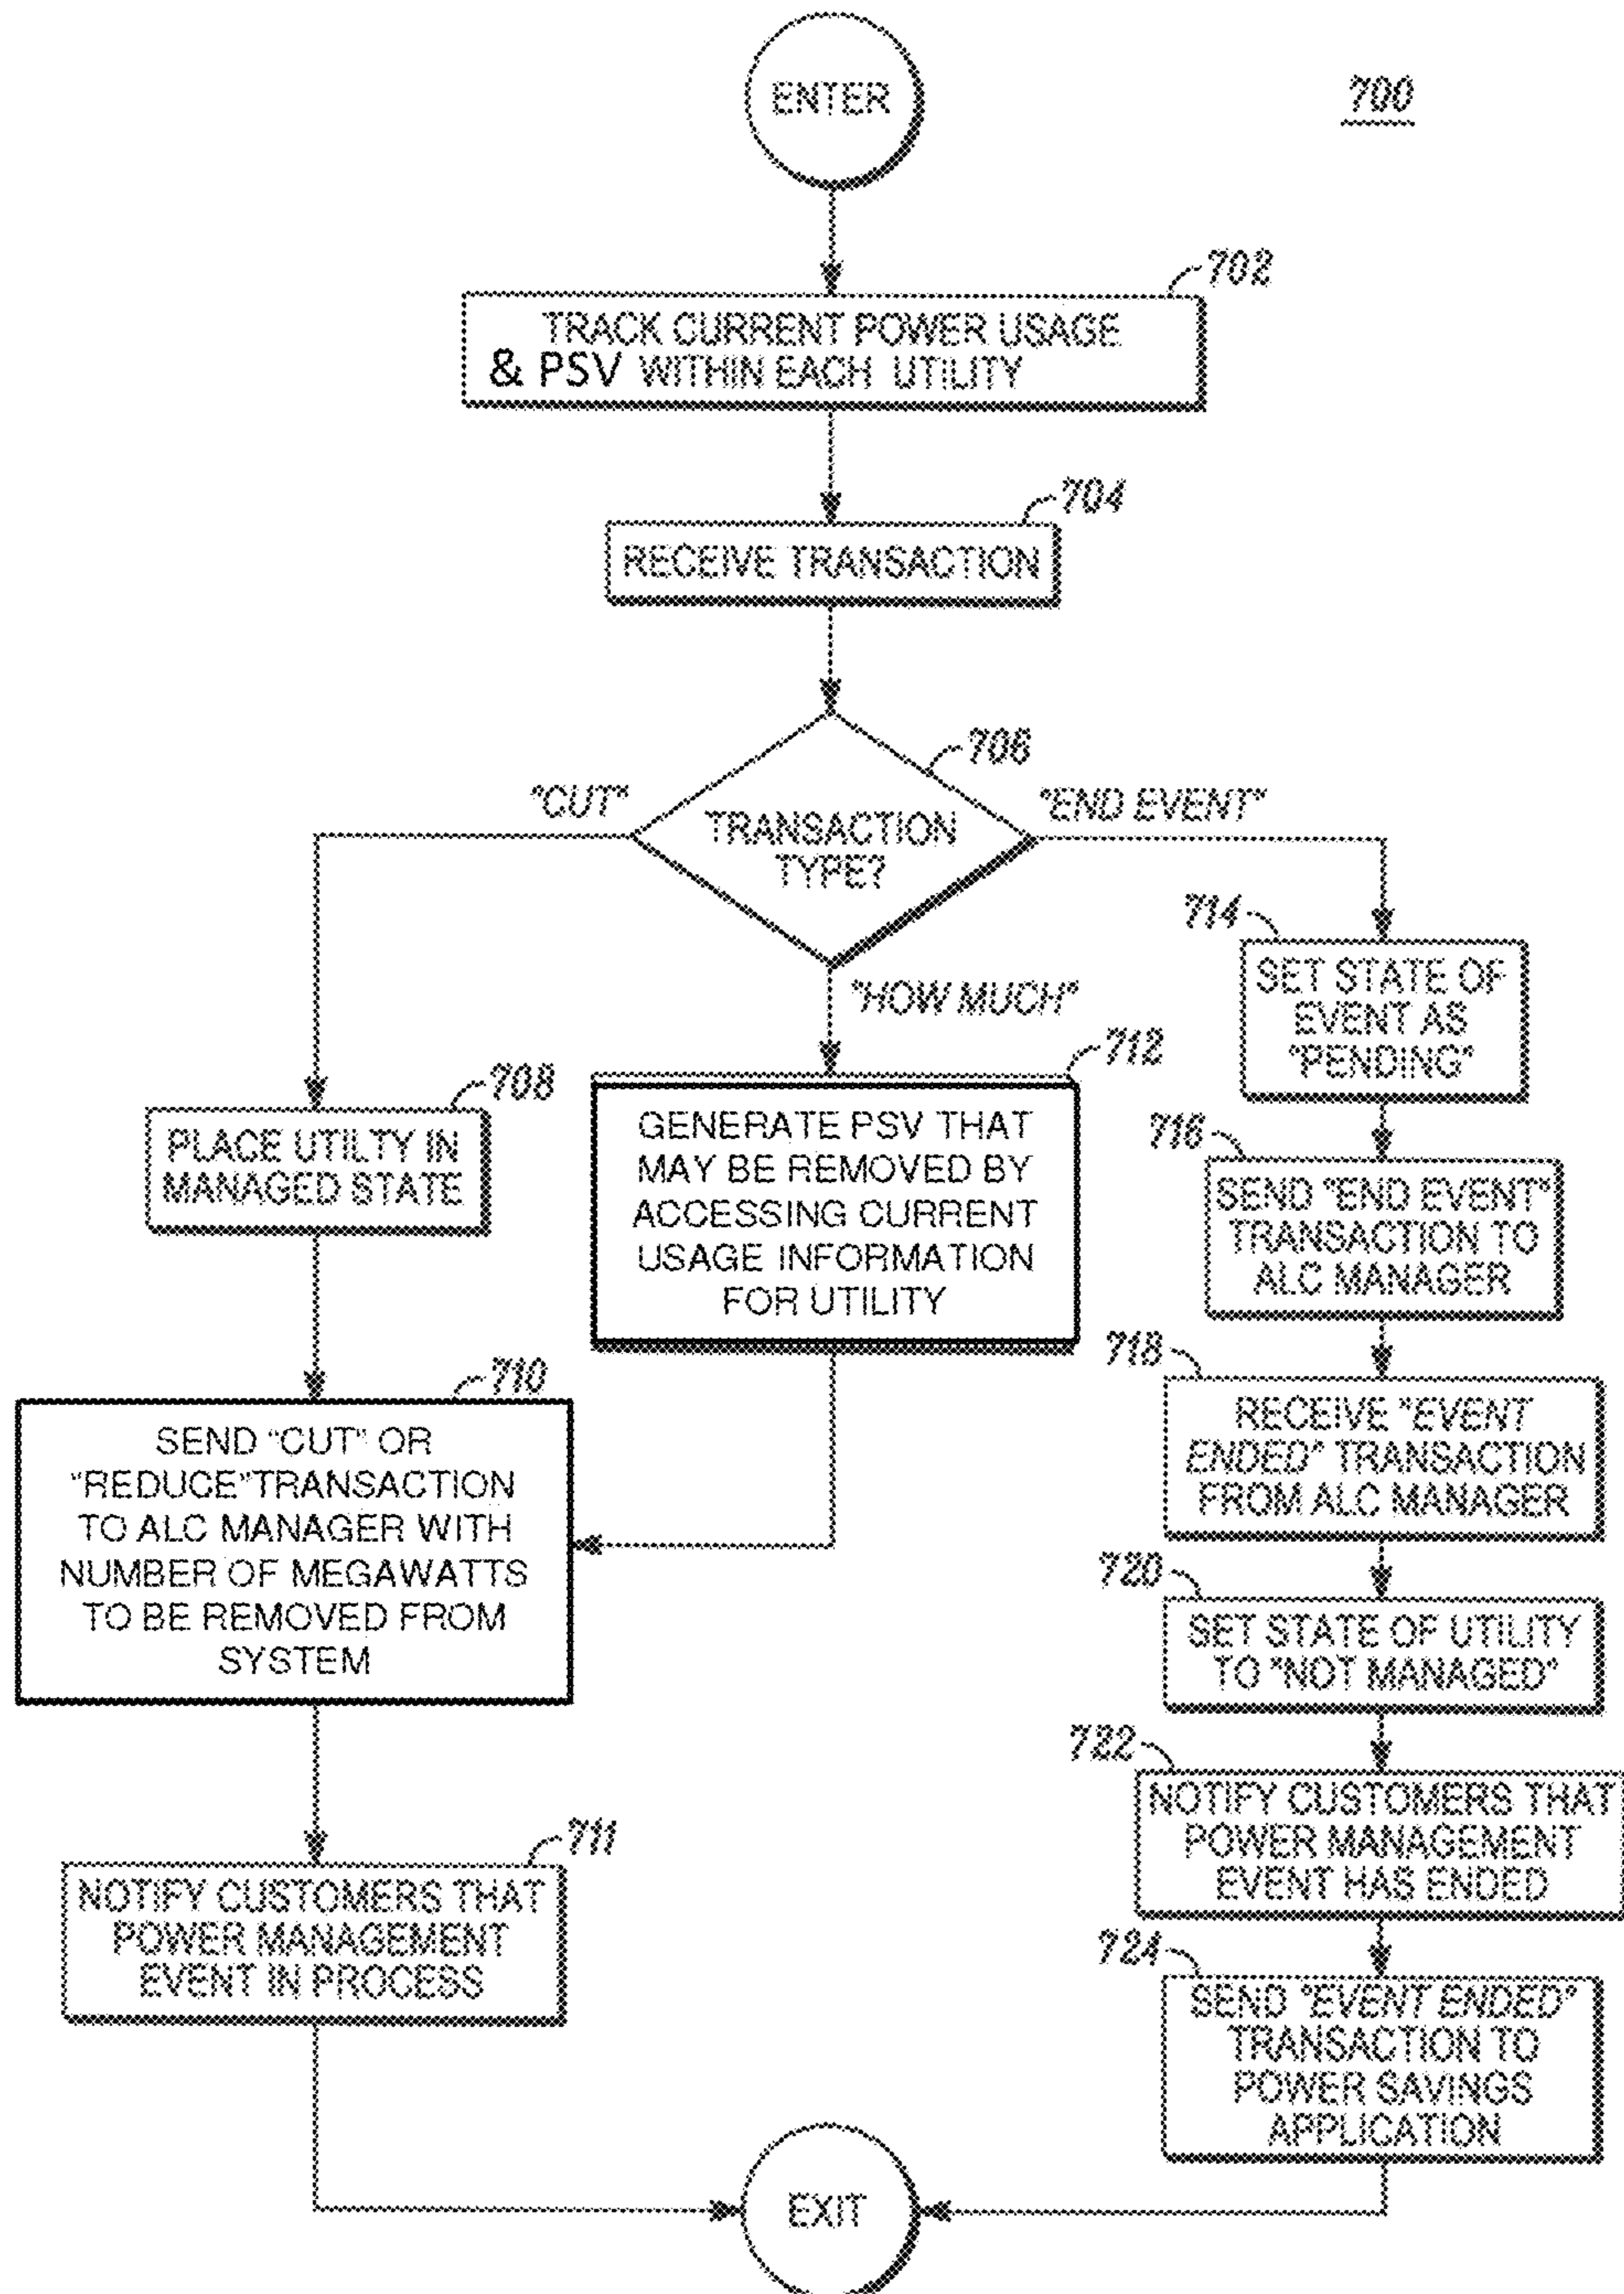 ENTER
700
702
TRACK CURRENT POWER USAGE
& PSV WITHIN EACH UTILITY
704
RECEIVE TRANSACTION
706
TRANSACTION
TYPE?
"CUT"
708
PLACE UTILTY IN
MANAGED STATE
"HOW MUCH"
712
GENERATE PSV THAT
MAY BE REMOVED BY
ACCESSING CURRENT
USAGE INFORMATION
FOR UTILITY
710
SEND "CUT" OR
"REDUCE"TRANSACTION
TO ALC MANAGER WITH
NUMBER OF MEGAWATTS
TO BE REMOVED FROM
SYSTEM
711
NOTIFY CUSTOMERS THAT
POWER MANAGEMENT
EVENT IN PROCESS
"END EVENT"
714
SET STATE OF
EVENT AS
"PENDING"
716
SEND "END EVENT"
TRANSACTION TO
ALC MANAGER
718
RECEIVE "EVENT
ENDED" TRANSACTION
FROM ALC MANAGER
720
SET STATE OF UTILITY
TO "NOT MANAGED"
722
NOTIFY CUSTOMERS THAT
POWER MANAGEMENT
EVENT HAS ENDED
724
SEND "EVENT ENDED"
TRANSACTION TO
POWER SAVINGS
APPLICATION
EXIT